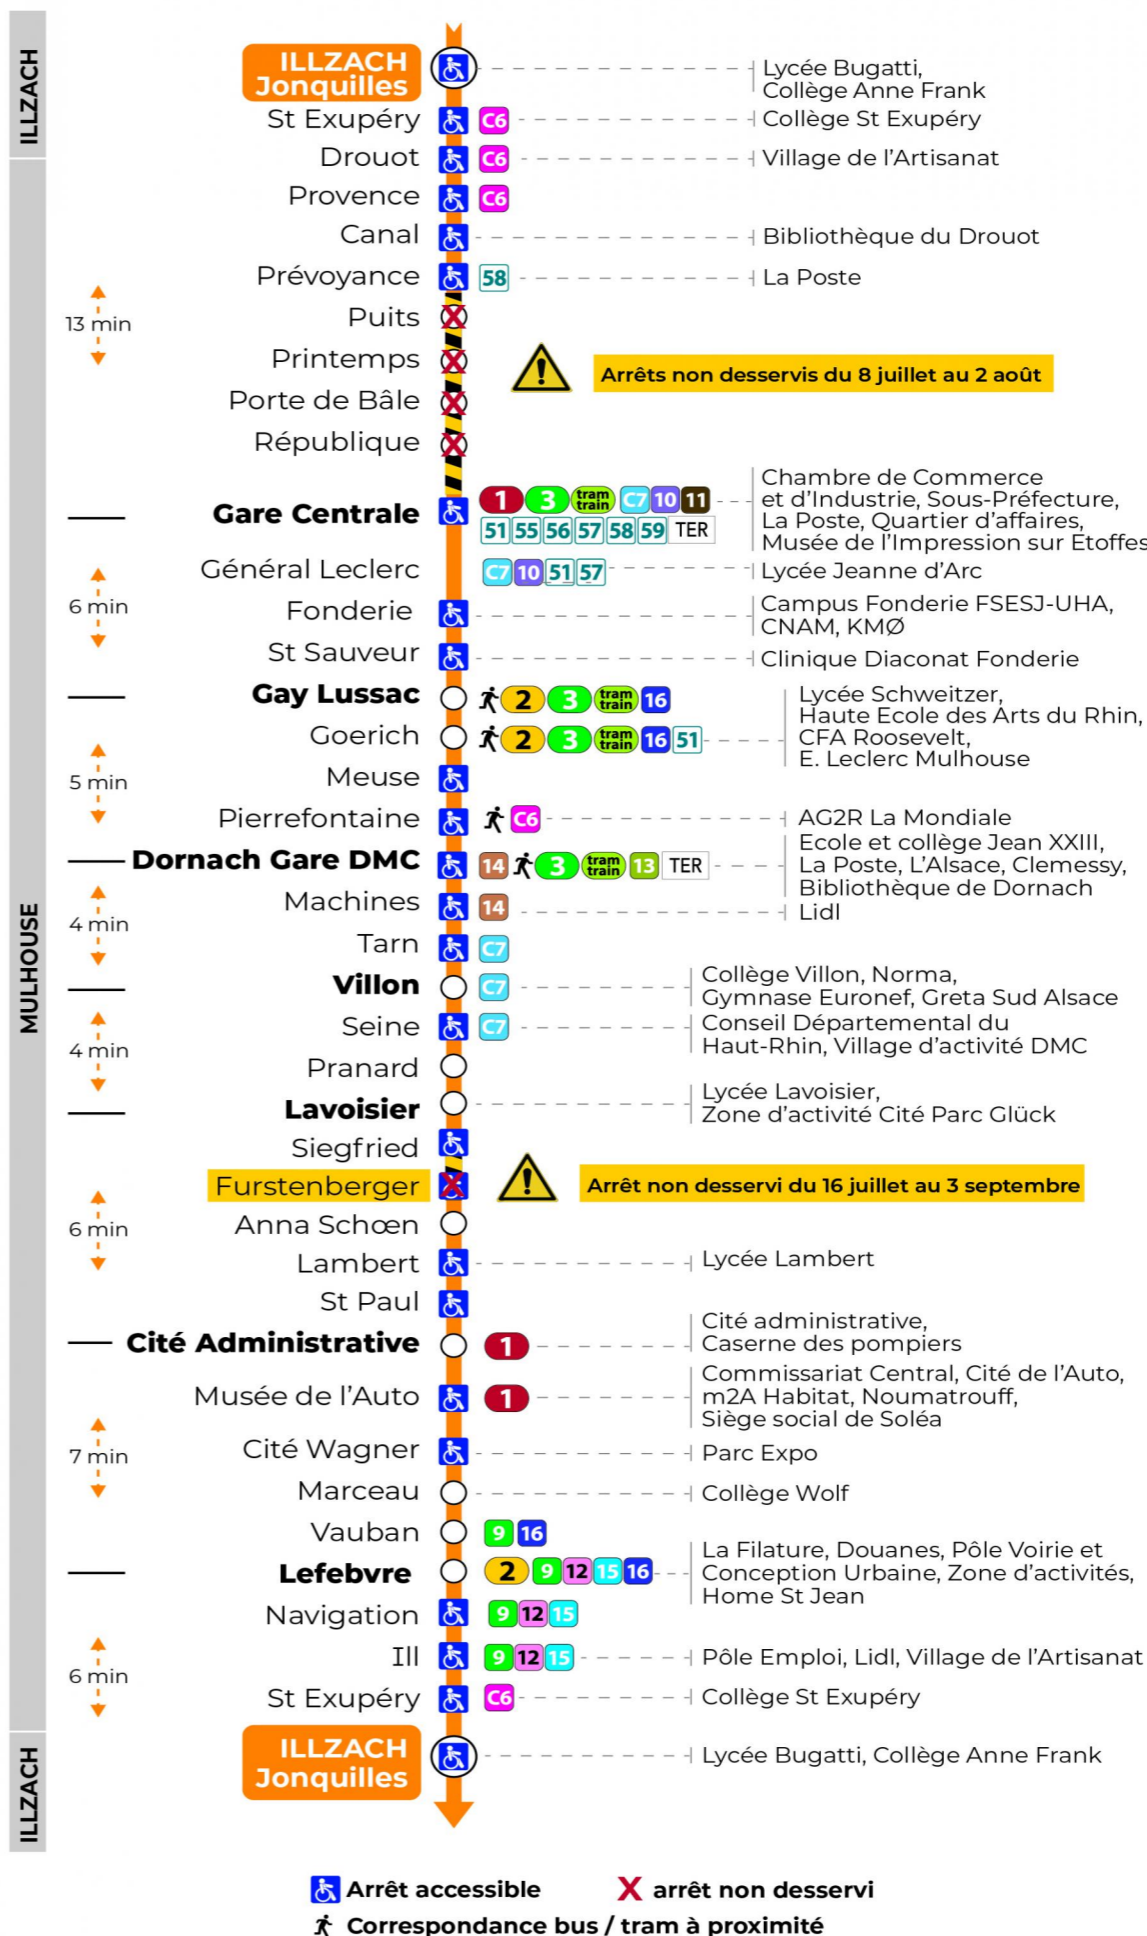 ILLZACH
ILLZACH
Jonquilles
Lycée Bugatti,
Collège Anne Frank
St Exupéry C6 Collège St Exupéry
MULHOUSE
Drouot C6 Village de l'Artisanat
Provence C6
Canal Bibliothèque du Drouot
Prévoyance 58 La Poste
13 min
Puits
Printemps
Arrêts non desservis du 8 juillet au 2 août
Porte de Bâle
République
Gare Centrale
1 3 tram train C7 10 11
51 55 56 57 58 59 TER
Chambre de Commerce
et d'Industrie, Sous-Préfecture,
La Poste, Quartier d'affaires,
Musée de l'Impression sur Etoffes
Général Leclerc C7 10 51 57 Lycée Jeanne d'Arc
6 min
Fonderie
Campus Fonderie FSESJ-UHA,
CNAM, KMØ
St Sauveur Clinique Diaconat Fonderie
Gay Lussac 2 3 tram train 16
Goerich 2 3 tram train 16 51
Lycée Schweitzer,
Haute Ecole des Arts du Rhin,
CFA Roosevelt,
E. Leclerc Mulhouse
5 min
Meuse
Pierrefontaine C6 AG2R La Mondiale
Dornach Gare DMC 14 3 tram train 13 TER
Ecole et collège Jean XXIII,
La Poste, L'Alsace, Clemessy,
Bibliothèque de Dornach
Machines 14 Lidl
4 min
Tarn C7
Villon C7
Collège Villon, Norma,
Gymnase Euronef, Greta Sud Alsace
Seine C7
Conseil Départemental du
Haut-Rhin, Village d'activité DMC
4 min
Pranard
Lavoisier
Lycée Lavoisier,
Zone d'activité Cité Parc Glück
Siegfried
Furstenberger
Arrêt non desservi du 16 juillet au 3 septembre
6 min
Anna Schœn
Lambert Lycée Lambert
St Paul
Cité Administrative 1
Cité administrative,
Caserne des pompiers
Musée de l'Auto 1
Commissariat Central, Cité de l'Auto,
m2A Habitat, Noumatrouff,
Siège social de Soléa
7 min
Cité Wagner Parc Expo
Marceau Collège Wolf
Vauban 9 16
Lefebvre 2 9 12 15 16
La Filature, Douanes, Pôle Voirie et
Conception Urbaine, Zone d'activités,
Home St Jean
Navigation 9 12 15
6 min
Ill 9 12 15 Pôle Emploi, Lidl, Village de l'Artisanat
St Exupéry C6 Collège St Exupéry
ILLZACH
ILLZACH
Jonquilles
Lycée Bugatti, Collège Anne Frank
Arrêt accessible
X arrêt non desservi
Correspondance bus / tram à proximité